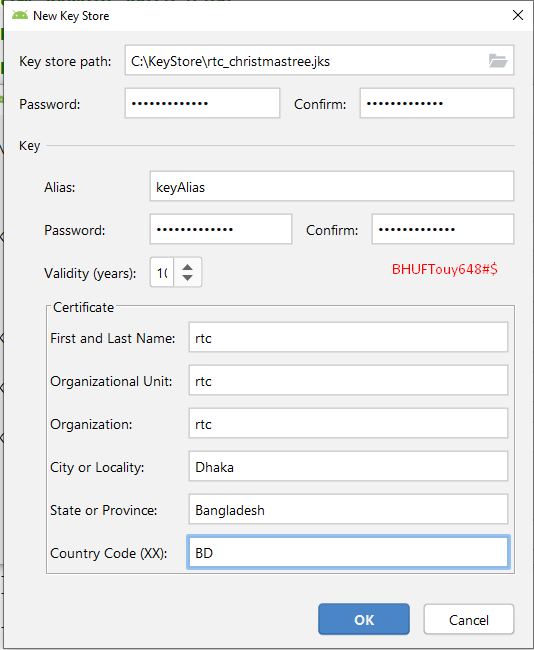 New Key Store
Key store path: C:\KeyStore\rtc_christmastree.jks
Password: ••••••••••••• Confirm: •••••••••••••
Key
Alias: keyAlias
Password: ••••••••••••• Confirm: •••••••••••••
Validity (years): 10
BHUFTouy648#$
Certificate
First and Last Name: rtc
Organizational Unit: rtc
Organization: rtc
City or Locality: Dhaka
State or Province: Bangladesh
Country Code (XX): BD
OK Cancel